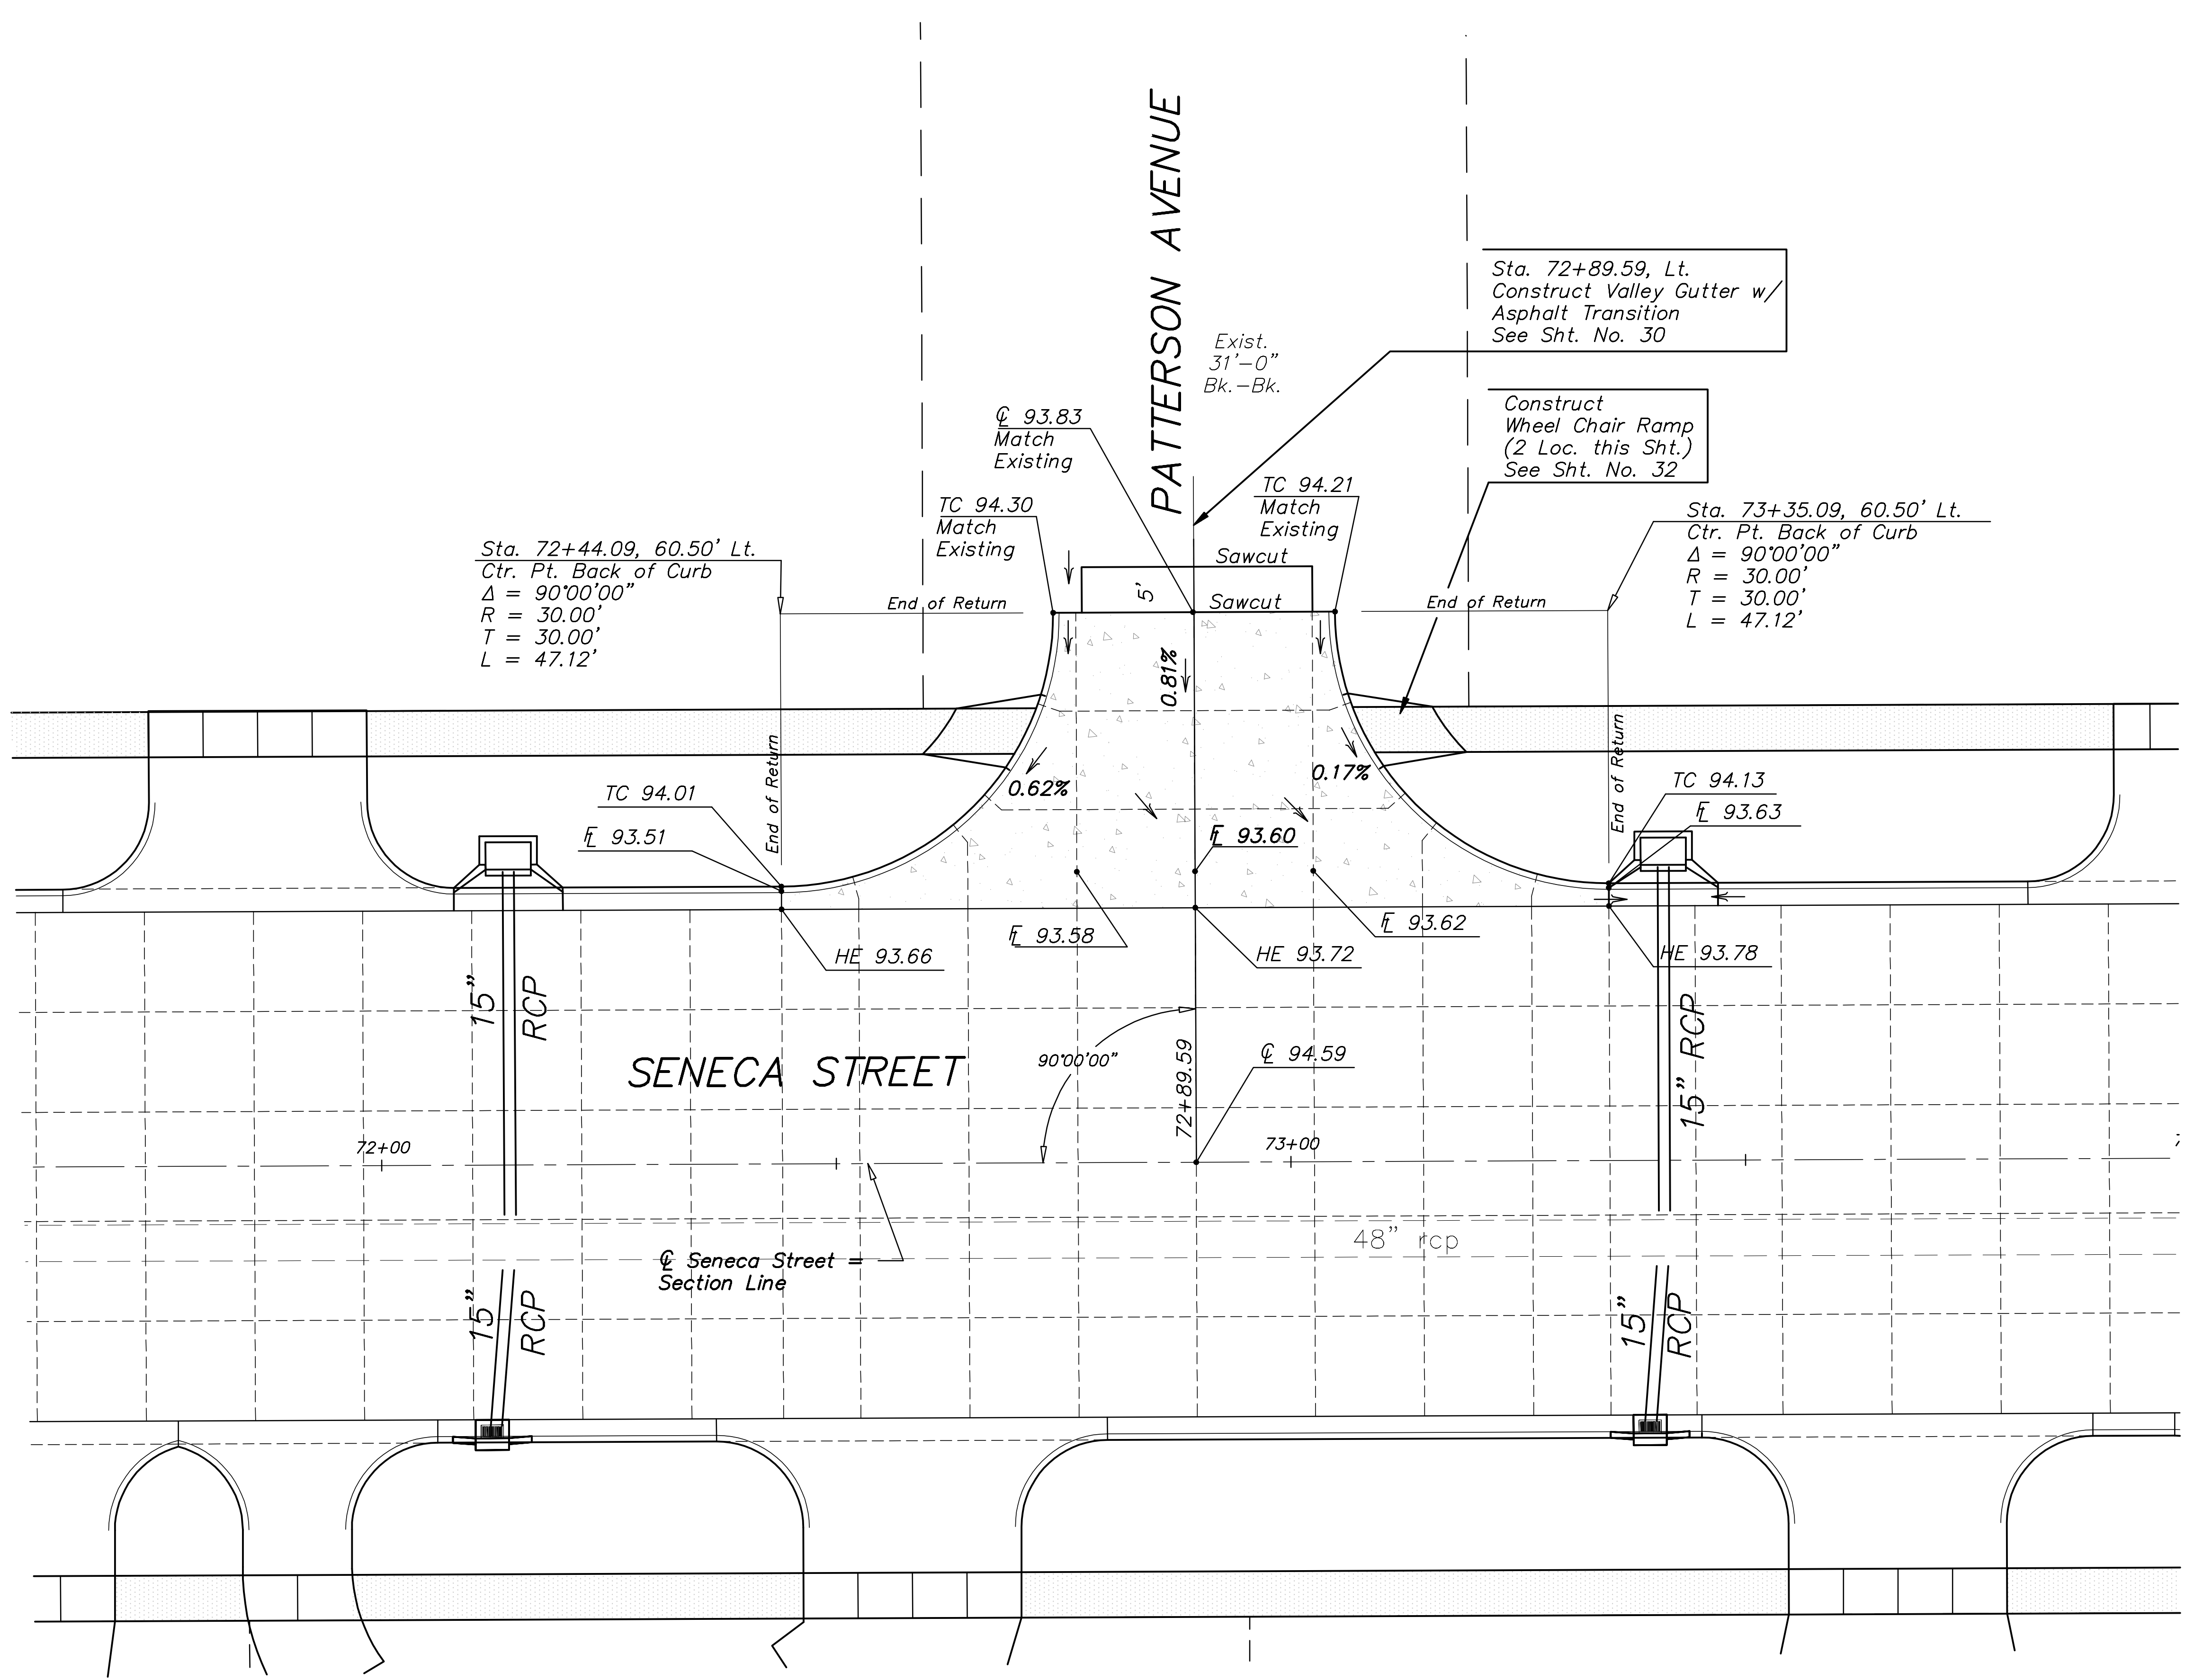 PATTERSON AVENUE
Exist.
31'-0"
Bk.-Bk.
Sta. 72+89.59, Lt.
Construct Valley Gutter w/
Asphalt Transition
See Sht. No. 30
Construct
Wheel Chair Ramp
(2 Loc. this Sht.)
See Sht. No. 32
℄ 93.83
Match
Existing
TC 94.30
Match
Existing
TC 94.21
Match
Existing
Sta. 72+44.09, 60.50' Lt.
Ctr. Pt. Back of Curb
Δ = 90°00'00"
R = 30.00'
T = 30.00'
L = 47.12'
Sta. 73+35.09, 60.50' Lt.
Ctr. Pt. Back of Curb
Δ = 90°00'00"
R = 30.00'
T = 30.00'
L = 47.12'
Sawcut
5'
Sawcut
End of Return
End of Return
0.81%
End of Return
End of Return
0.62%
0.17%
TC 94.01
FL 93.51
TC 94.13
FL 93.63
FL 93.60
FL 93.58
FL 93.62
HE 93.66
HE 93.72
HE 93.78
15"
RCP
15" RCP
SENECA STREET
90°00'00"
72+89.59
℄ 94.59
72+00
73+00
48" rcp
℄ Seneca Street =
Section Line
15"
RCP
15"
RCP